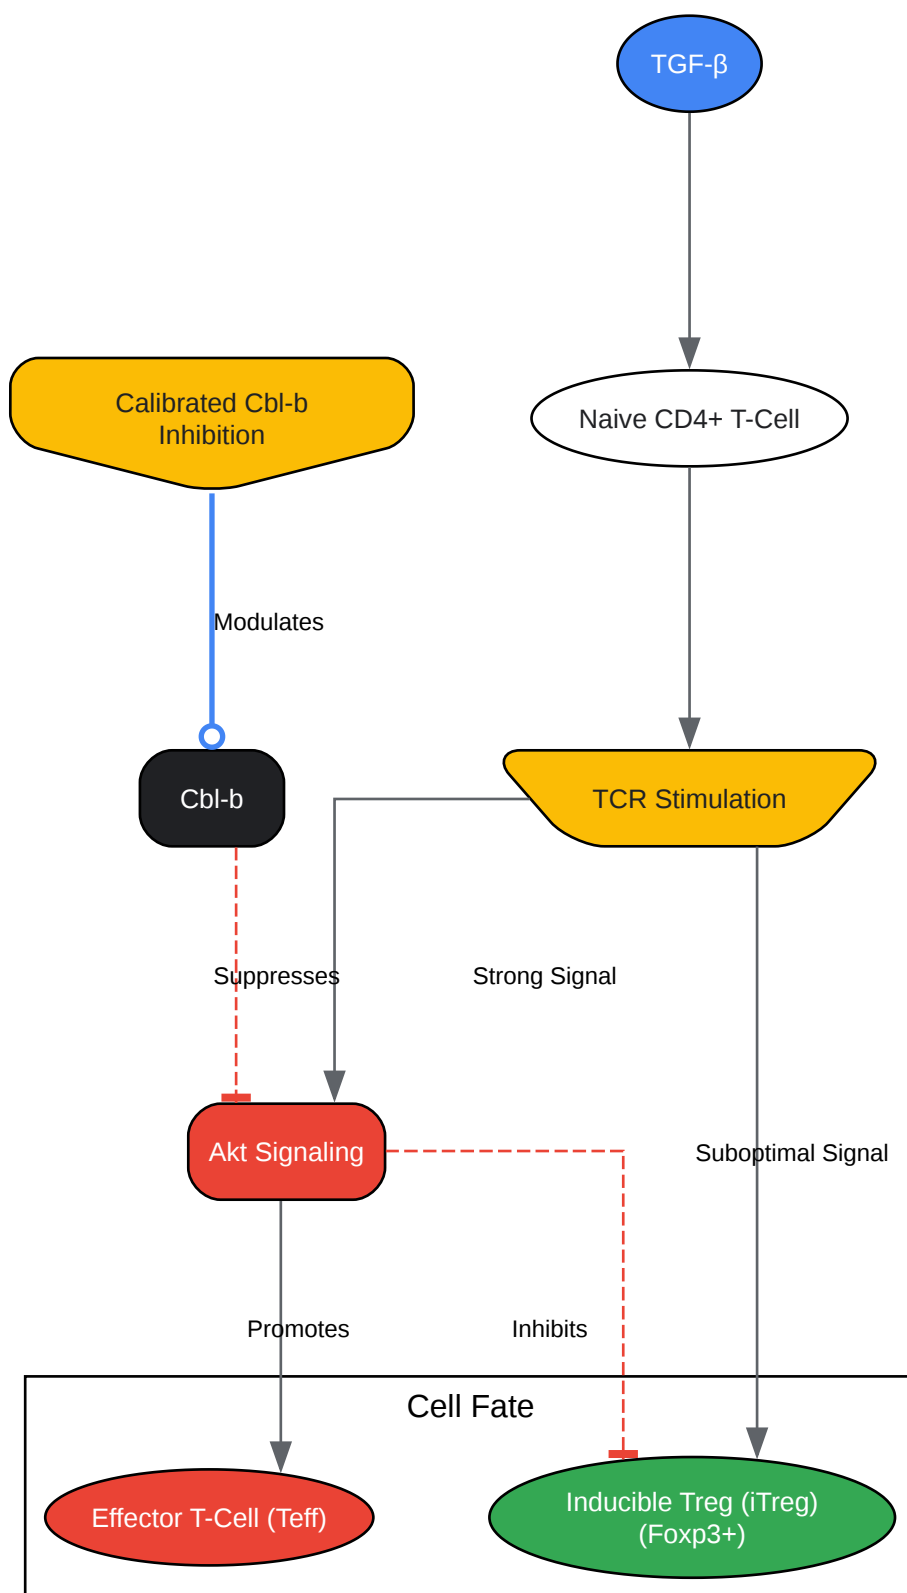 TGF-β
Calibrated Cbl-b
Inhibition
Naive CD4+ T-Cell
Modulates
Cbl-b
TCR Stimulation
Suppresses
Strong Signal
Akt Signaling
Suboptimal Signal
Promotes
Inhibits
Cell Fate
Effector T-Cell (Teff)
Inducible Treg (iTreg)
(Foxp3+)